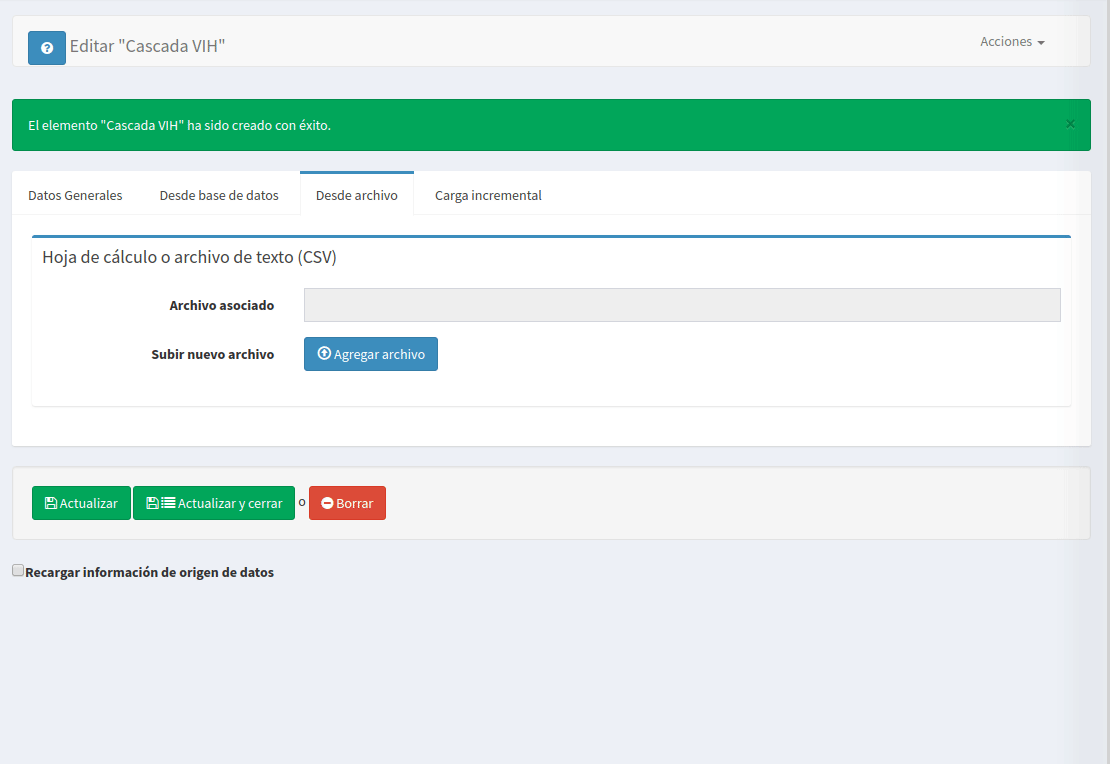 Editar "Cascada VIH"
Acciones
El elemento "Cascada VIH" ha sido creado con éxito.
×
Datos Generales
Desde base de datos
Desde archivo
Carga incremental
Hoja de cálculo o archivo de texto (CSV)
Archivo asociado
Subir nuevo archivo
Agregar archivo
Actualizar
Actualizar y cerrar
o
Borrar
Recargar información de origen de datos